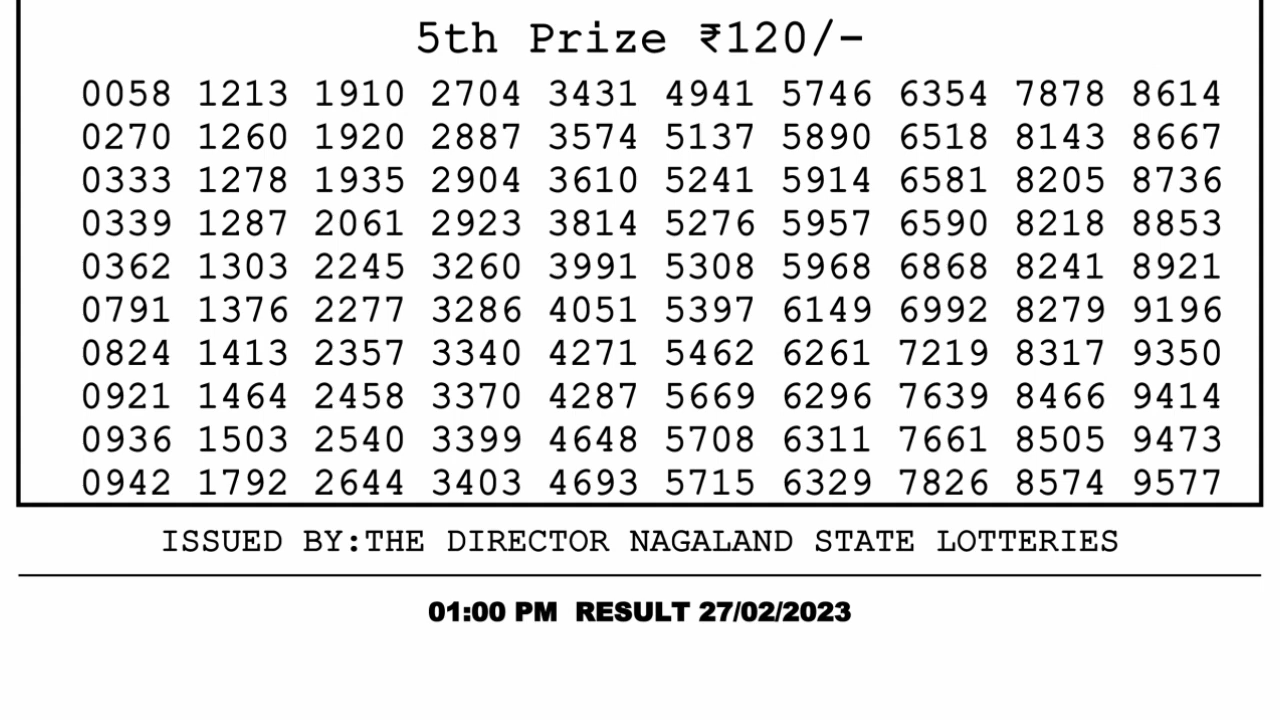 5th Prize ₹120/-
0058 1213 1910 2704 3431 4941 5746 6354 7878 8614
0270 1260 1920 2887 3574 5137 5890 6518 8143 8667
0333 1278 1935 2904 3610 5241 5914 6581 8205 8736
0339 1287 2061 2923 3814 5276 5957 6590 8218 8853
0362 1303 2245 3260 3991 5308 5968 6868 8241 8921
0791 1376 2277 3286 4051 5397 6149 6992 8279 9196
0824 1413 2357 3340 4271 5462 6261 7219 8317 9350
0921 1464 2458 3370 4287 5669 6296 7639 8466 9414
0936 1503 2540 3399 4648 5708 6311 7661 8505 9473
0942 1792 2644 3403 4693 5715 6329 7826 8574 9577
ISSUED BY:THE DIRECTOR NAGALAND STATE LOTTERIES
01:00 PM RESULT 27/02/2023